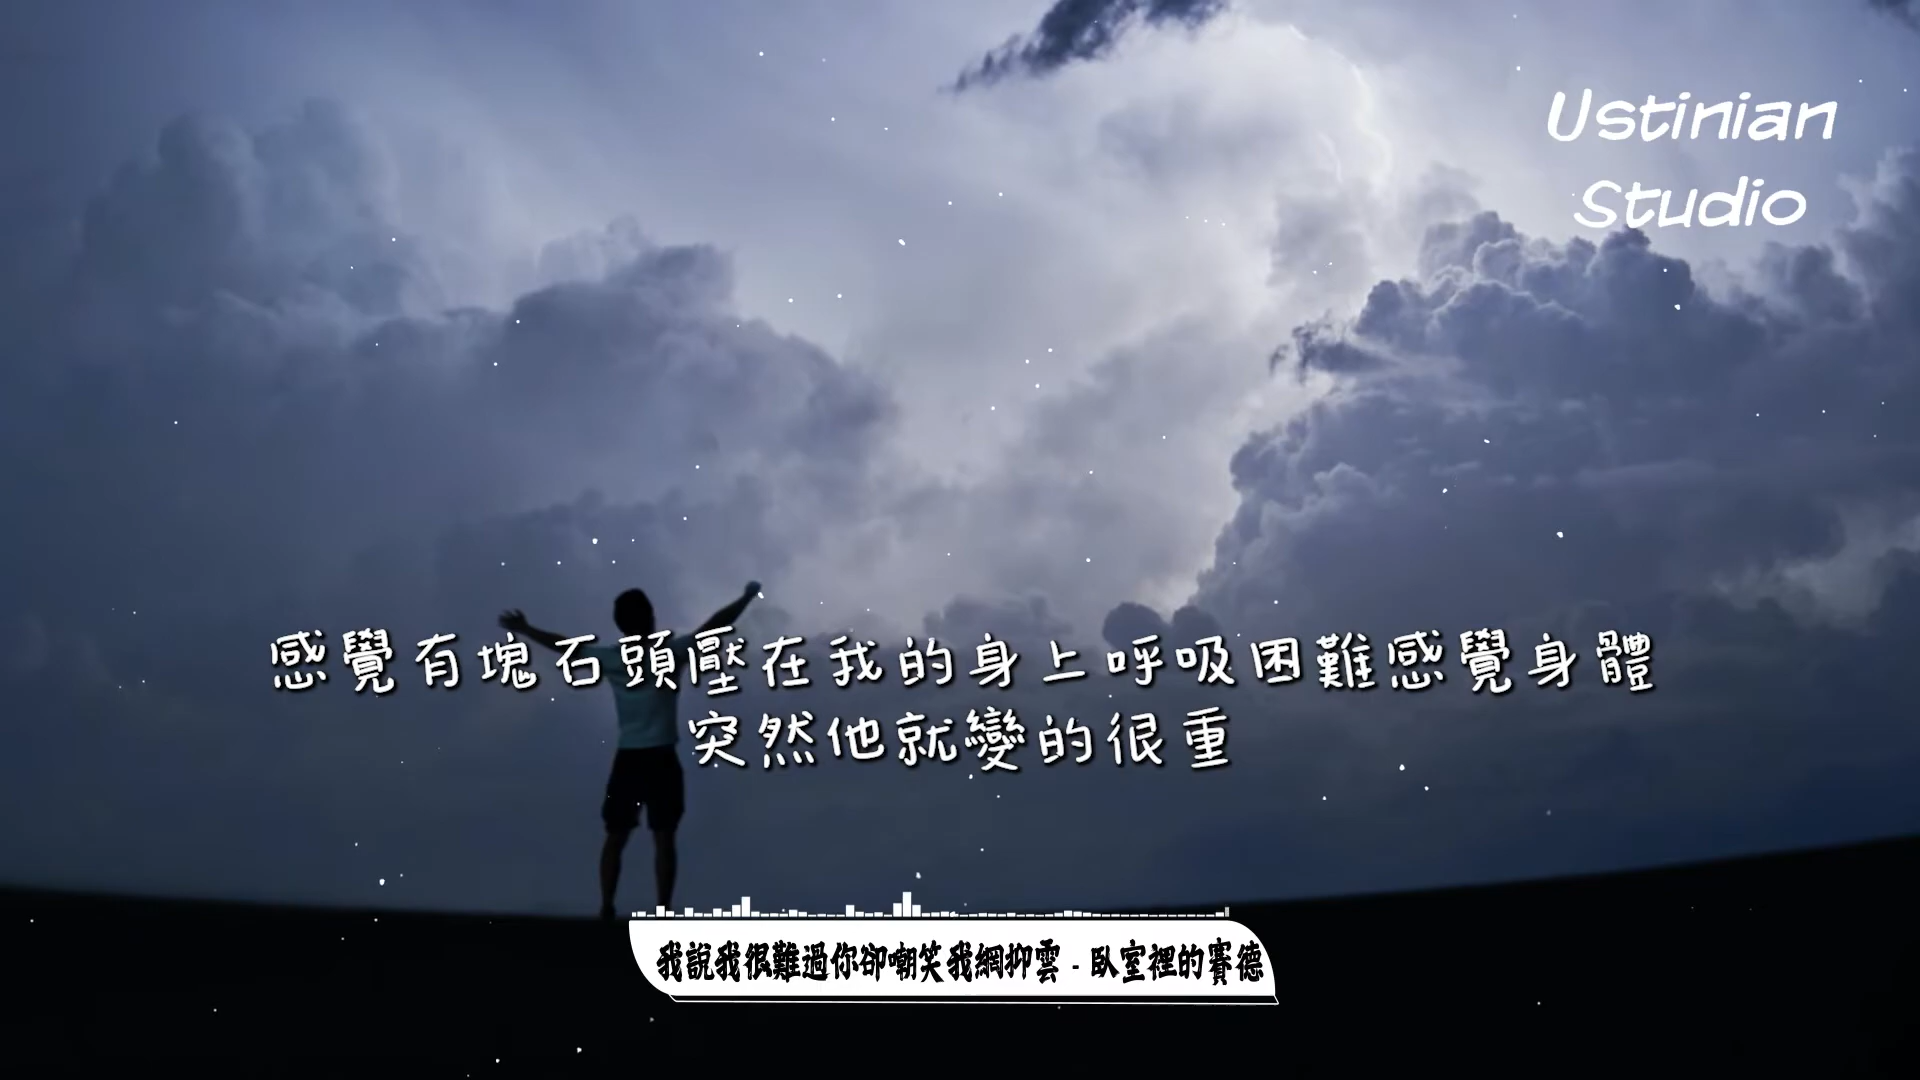 Ustinian
Studio
感覺有塊石頭壓在我的身上呼吸困難感覺身體
突然他就變的很重
我說我很難過你卻嘲笑我網抑雲 - 臥室裡的賽德